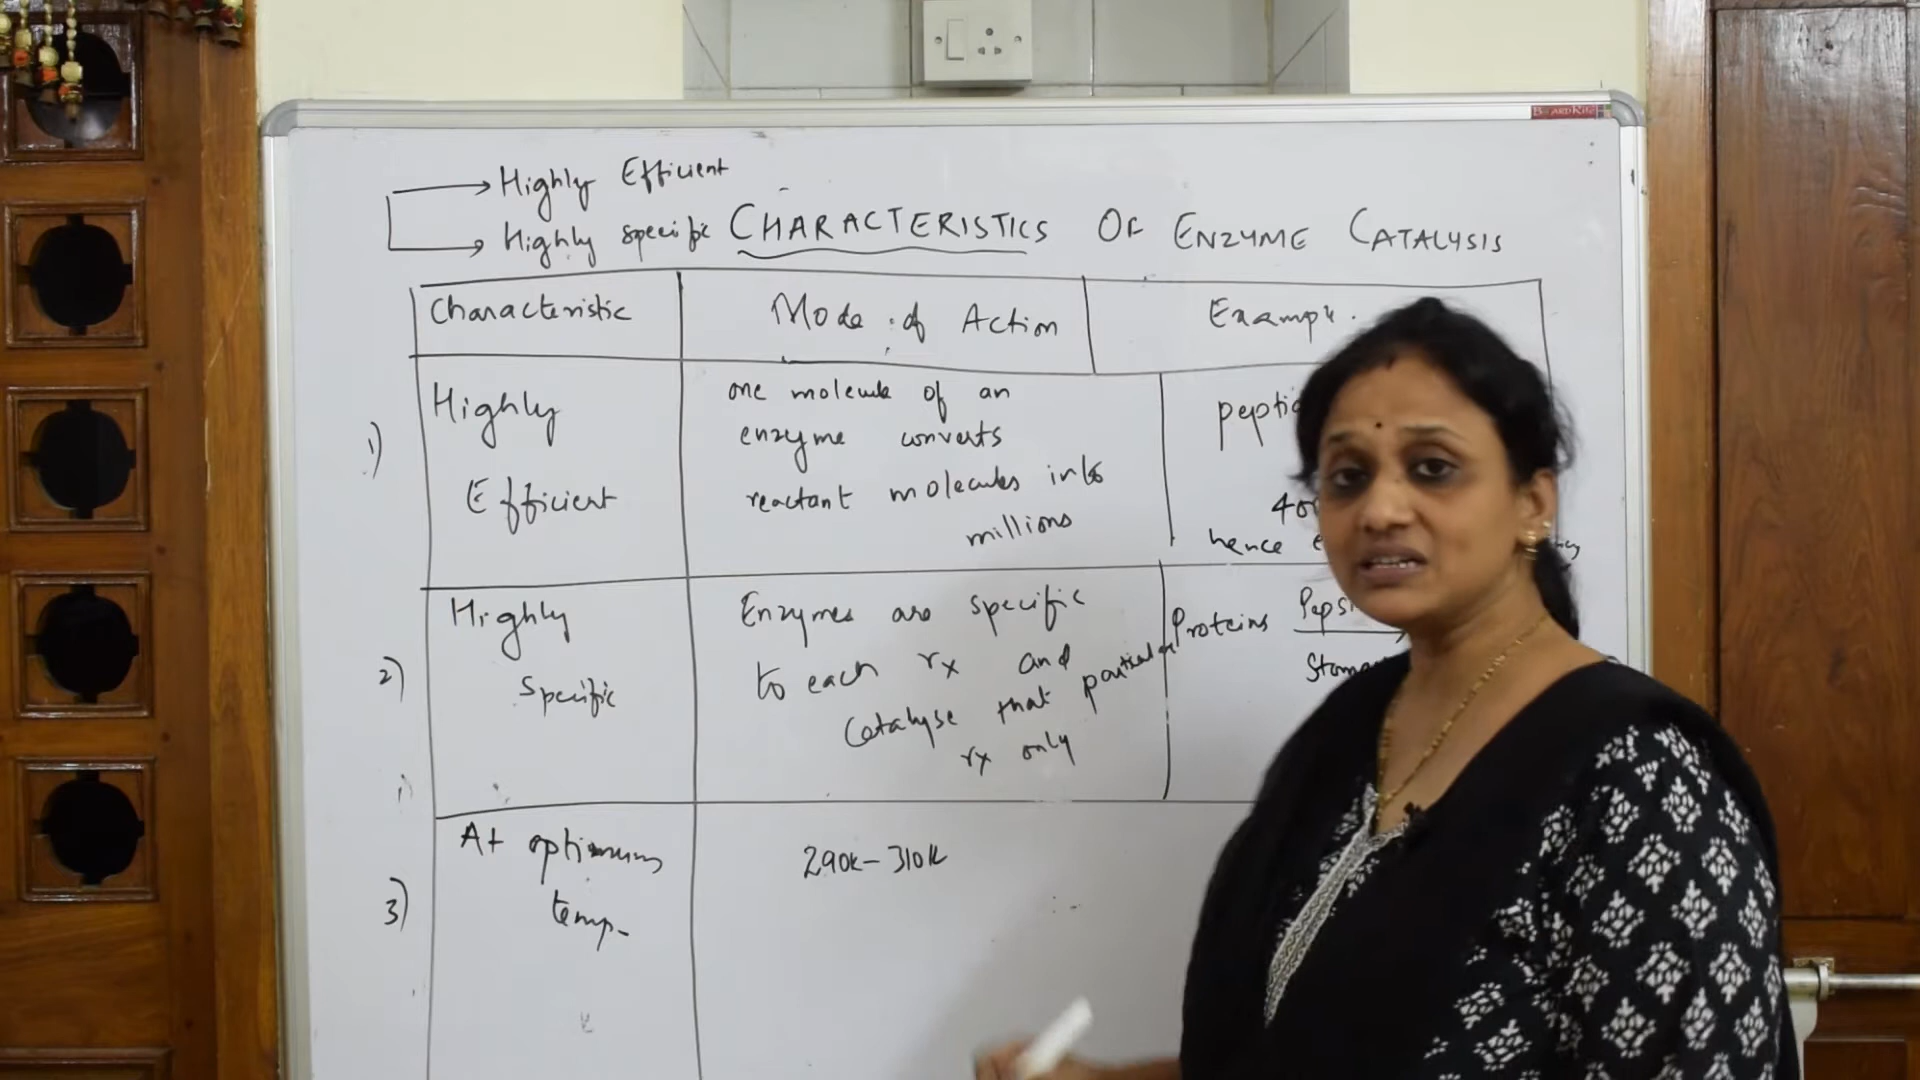 Highly Efficient
Highly specific
CHARACTERISTICS OF ENZYME CATALYSIS
Characteristic
Mode of Action
1)
Highly
Efficient
one molecule of an
enzyme converts
reactant molecules into
millions
hence
2)
Highly
Specific
Enzymes are specific
to each rx and
Catalyse that particular
rx only
Proteins
3)
At optimum
temp.
290K-310K